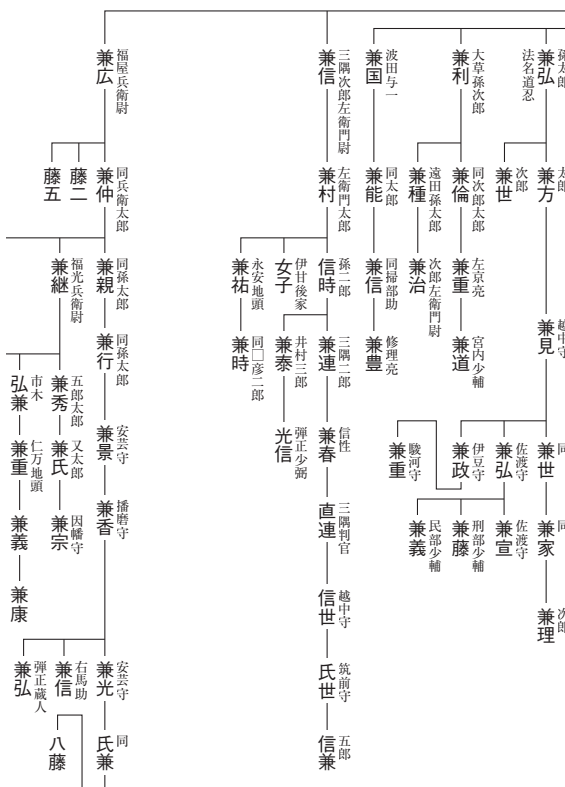 孫太郎
法名道忍
兼弘
太郎
兼方
次郎
兼世
越中守
兼見
同
兼世
佐渡守
兼弘
伊豆守
兼政
駿河守
兼重
同
兼家
佐渡守
兼宣
刑部少輔
兼藤
民部少輔
兼義
次郎
兼理
大草孫次郎
兼利
同次郎太郎
兼倫
遠田孫太郎
兼種
左京亮
兼重
次郎左衛門尉
兼治
宮内少輔
兼道
波田与一
兼国
同太郎
兼能
同掃部助
兼信
修理亮
兼豊
三隅次郎左衛門尉
兼信
左衛門太郎
兼村
孫二郎
信時
伊甘後家
女子
永安地頭
兼祐
三隅二郎
兼連
井村三郎
兼泰
同□彦二郎
兼時
信性
兼春
弾正少弼
光信
三隅判官
直連
越中守
信世
筑前守
氏世
五郎
信兼
福屋兵衛尉
兼広
同兵衛太郎
兼仲
藤二
藤五
同孫太郎
兼親
福光兵衛尉
兼継
同孫太郎
兼行
五郎太郎
兼秀
市木
弘兼
安芸守
兼景
又太郎
兼氏
仁万地頭
兼重
播磨守
兼香
因幡守
兼宗
兼義
兼康
安芸守
兼光
右馬助
兼信
弾正蔵人
兼弘
同
氏兼
八藤